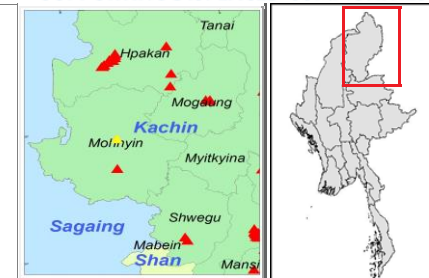 Tanai
Hpakan
Mogaung
Kachin
Mohnyin
Myitkyina
Sagaing
Shwegu
Mabein
Shan
Mansi